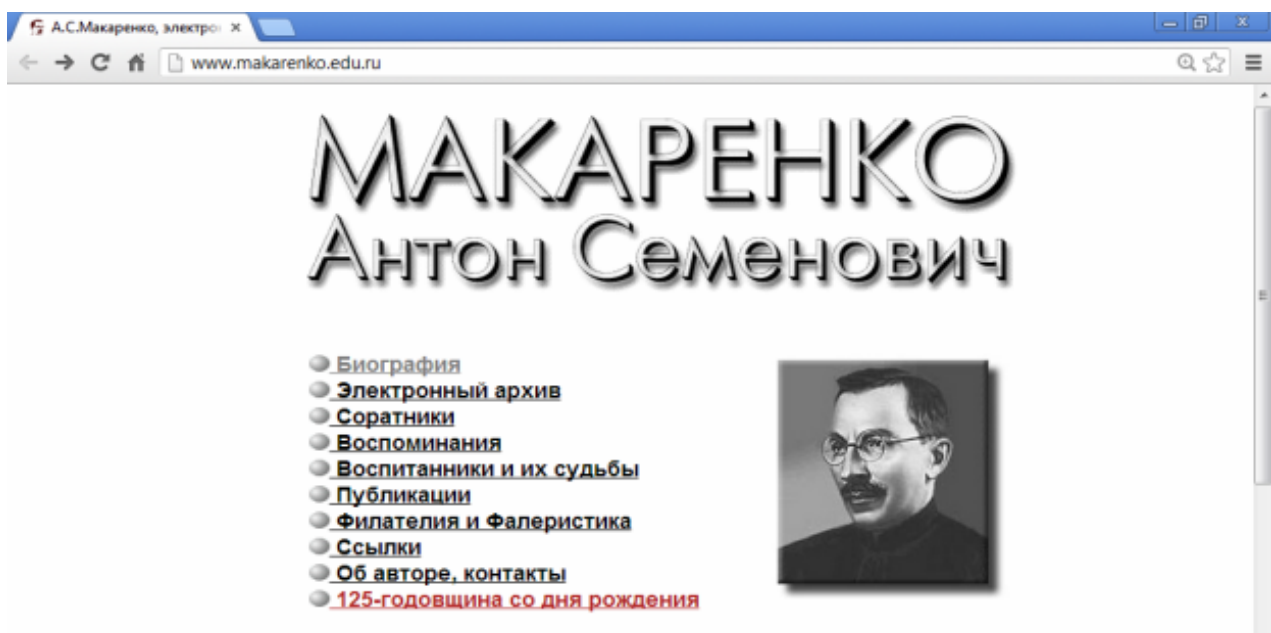 А.С.Макаренко, электро
www.makarenko.edu.ru
МАКАРЕНКО
Антон Семенович
Биография
Электронный архив
Соратники
Воспоминания
Воспитанники и их судьбы
Публикации
Филателия и Фалеристика
Ссылки
Об авторе, контакты
125-годовщина со дня рождения